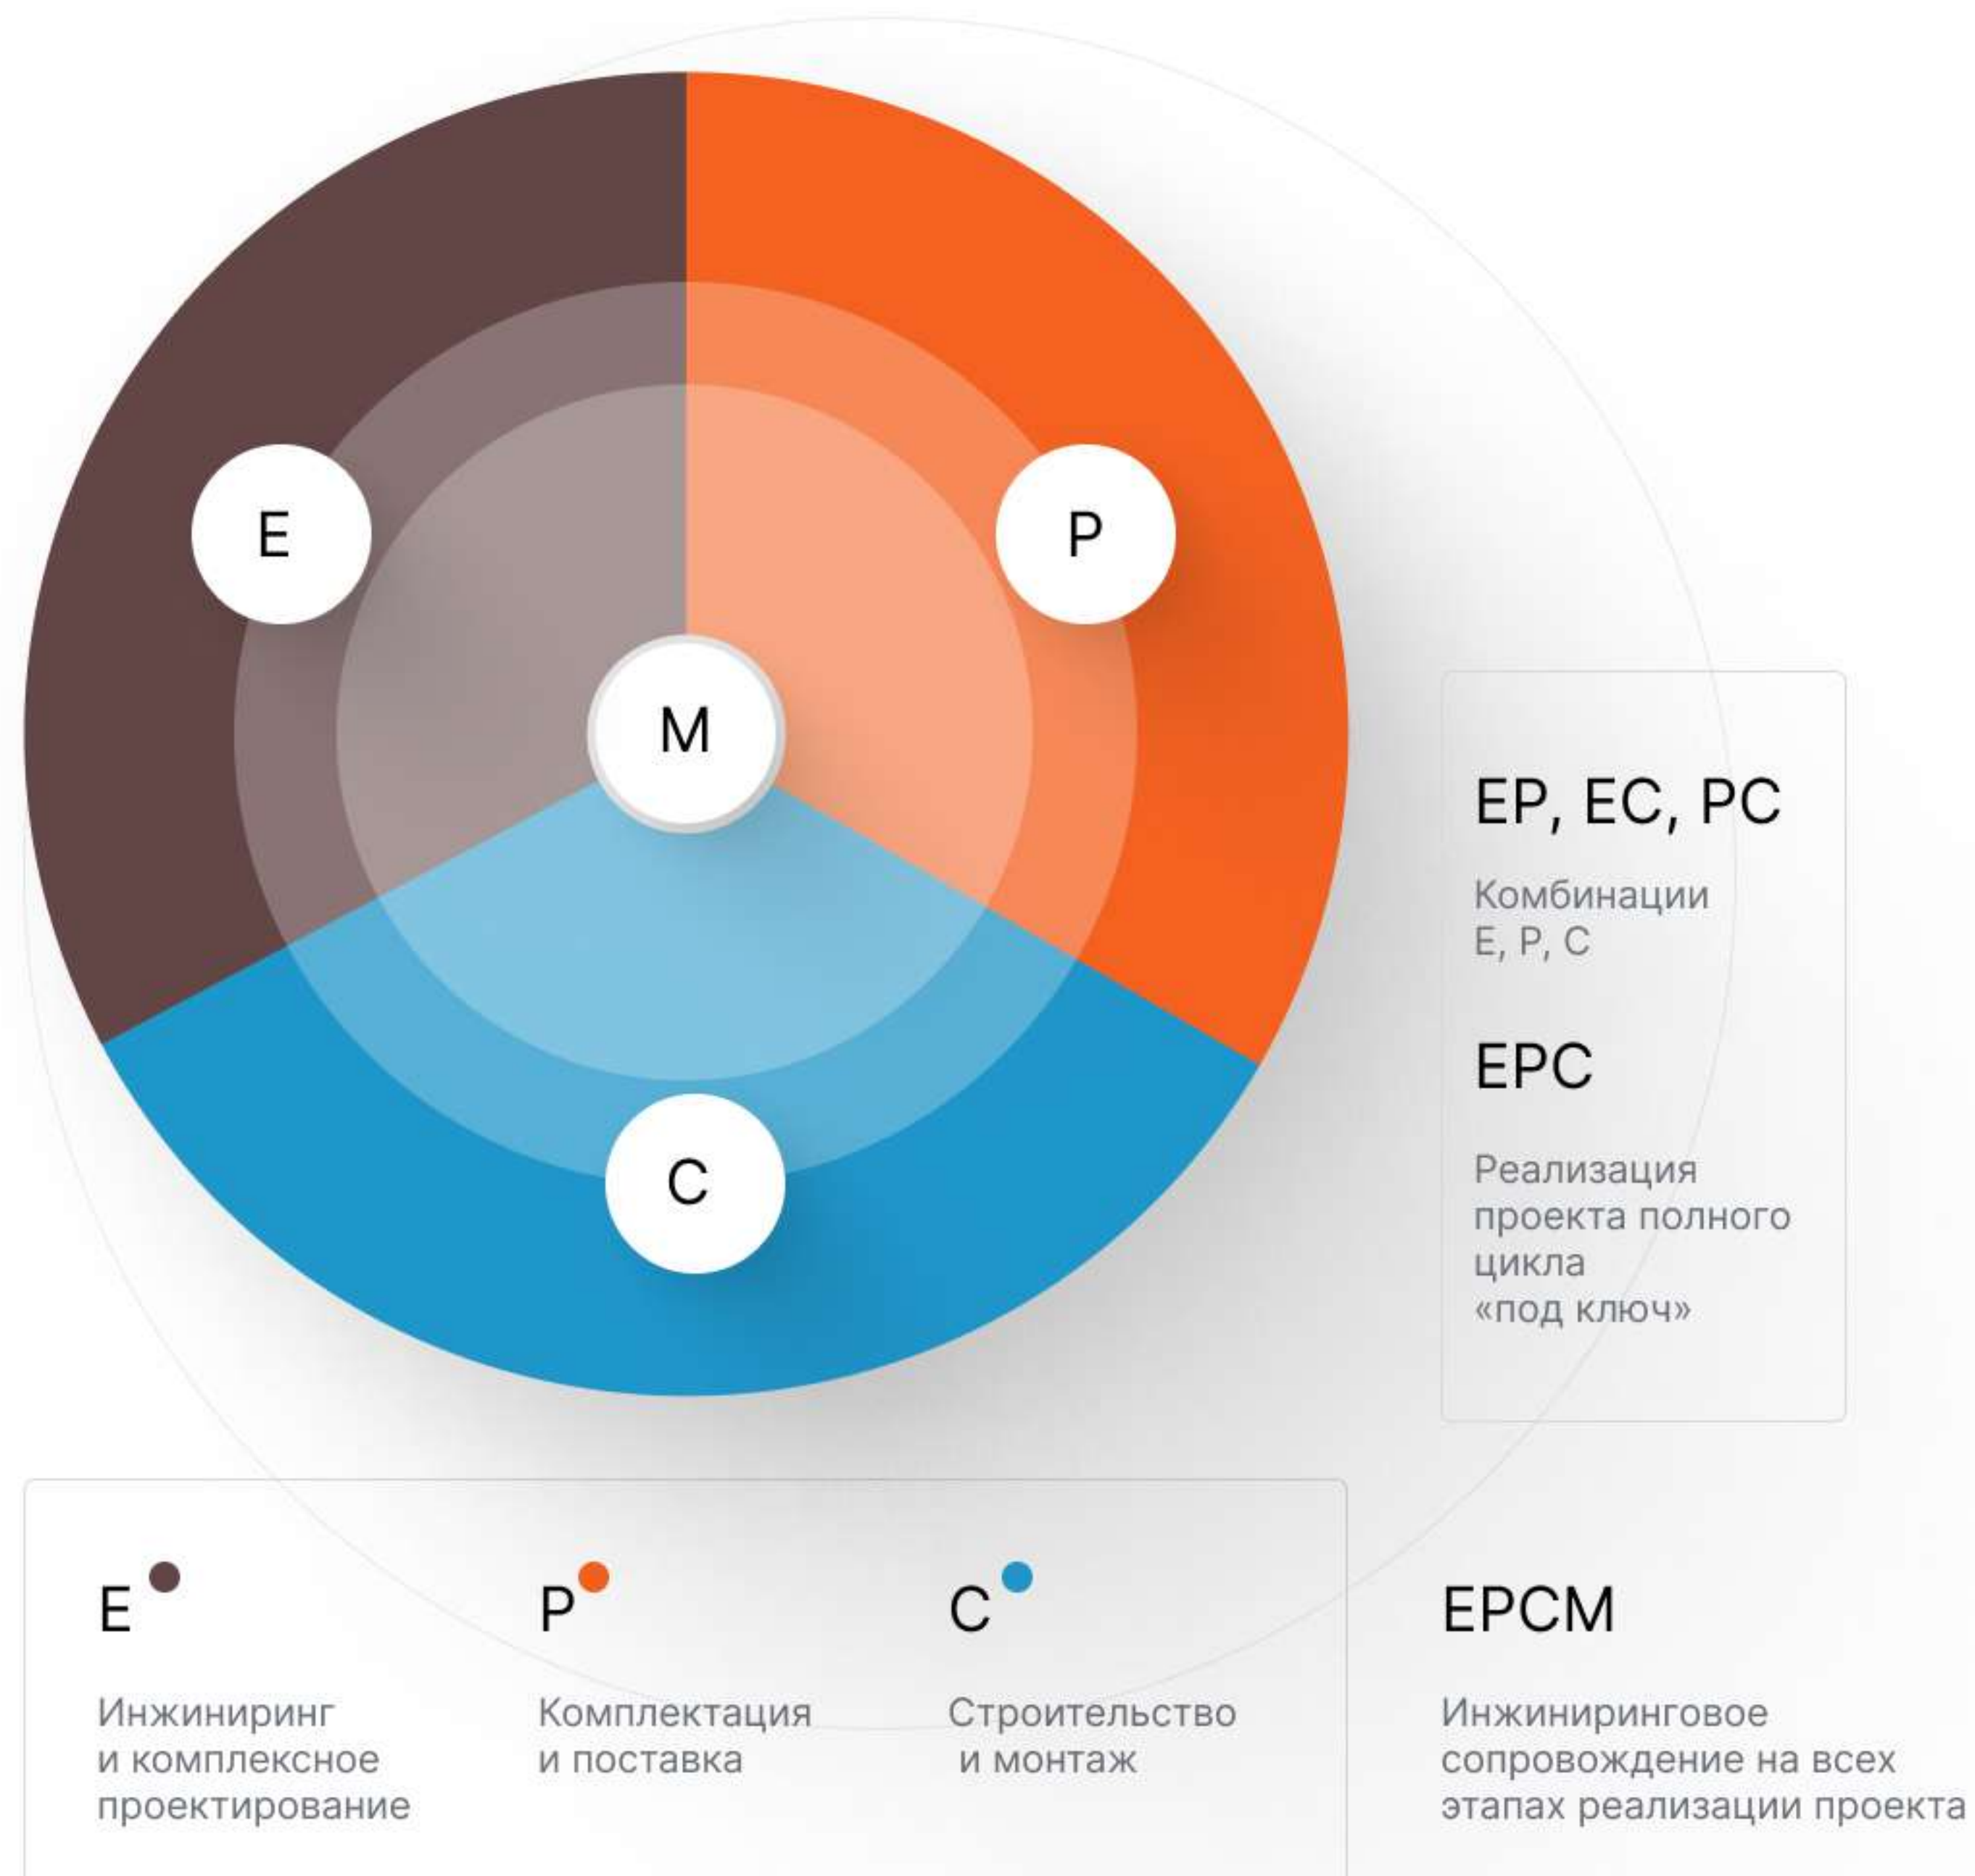 E
P
M
C
EP, EC, PC
Комбинации
E, P, C
EPC
Реализация
проекта полного
цикла
«под ключ»
E
P
C
EPCM
Инжиниринг
и комплексное
проектирование
Комплектация
и поставка
Строительство
и монтаж
Инжиниринговое
сопровождение на всех
этапах реализации проекта